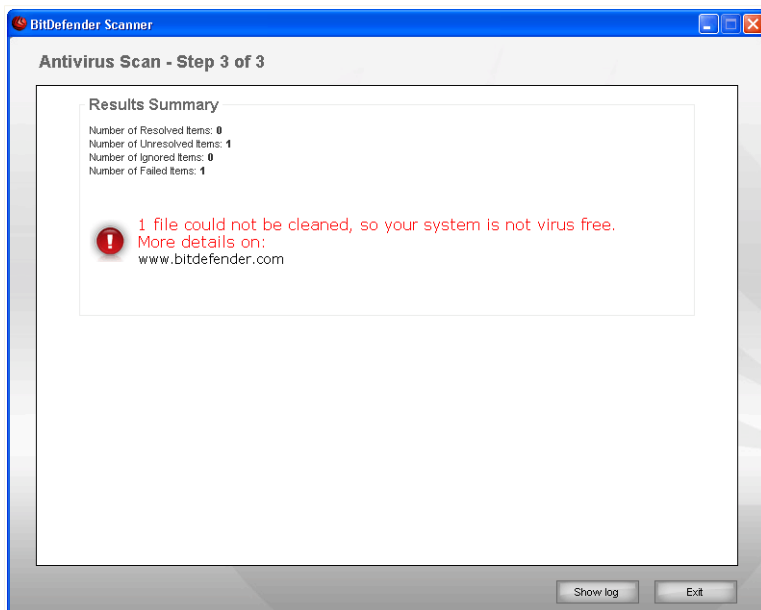 BitDefender Scanner
Antivirus Scan - Step 3 of 3
Results Summary
Number of Resolved Items: 0
Number of Unresolved Items: 1
Number of Ignored Items: 0
Number of Failed Items: 1
1 file could not be cleaned, so your system is not virus free.
More details on:
www.bitdefender.com
Show log
Exit